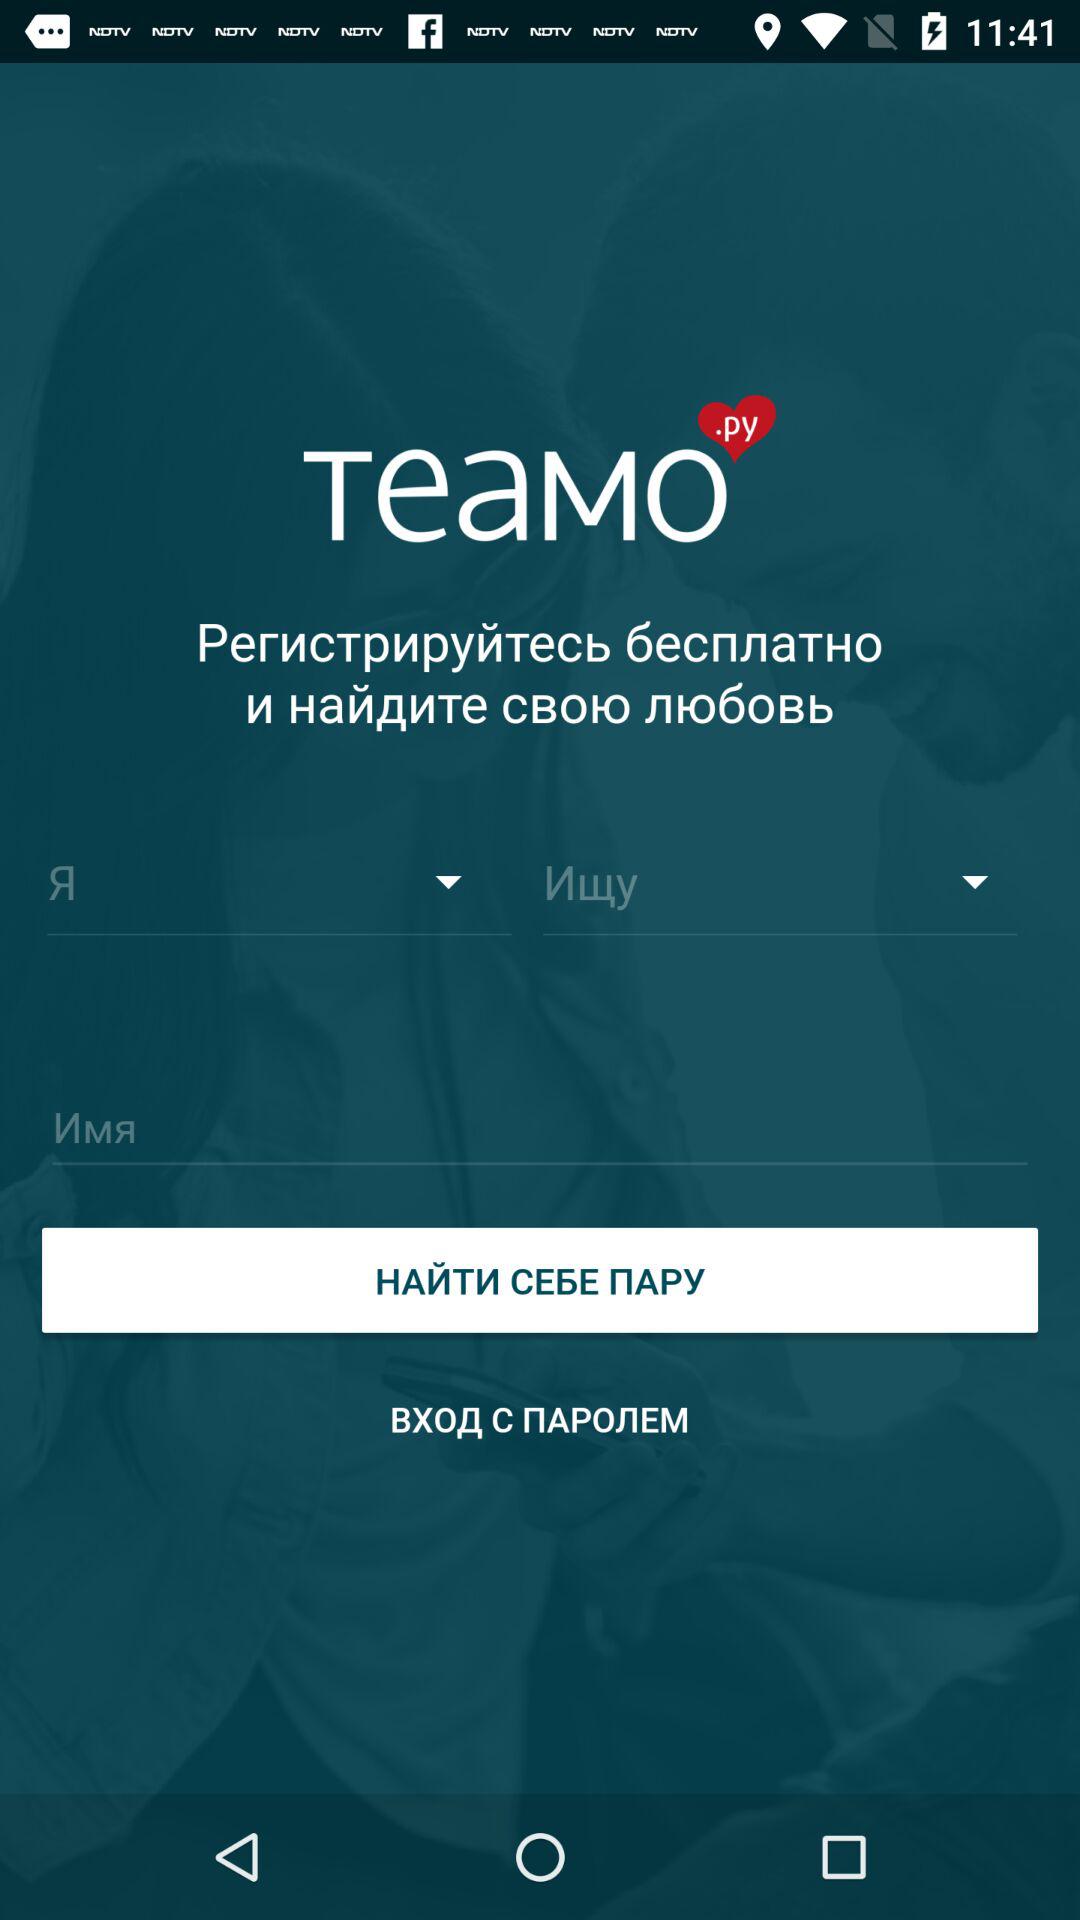 NDTV NDTV NDTV NDTV NDTV NDTV NDTV NDTV NDTV 11:41
теамо.ру
Регистрируйтесь бесплатно
и найдите свою любовь
Я Ищу
Имя
НАЙТИ СЕБЕ ПАРУ
ВХОД С ПАРОЛЕМ